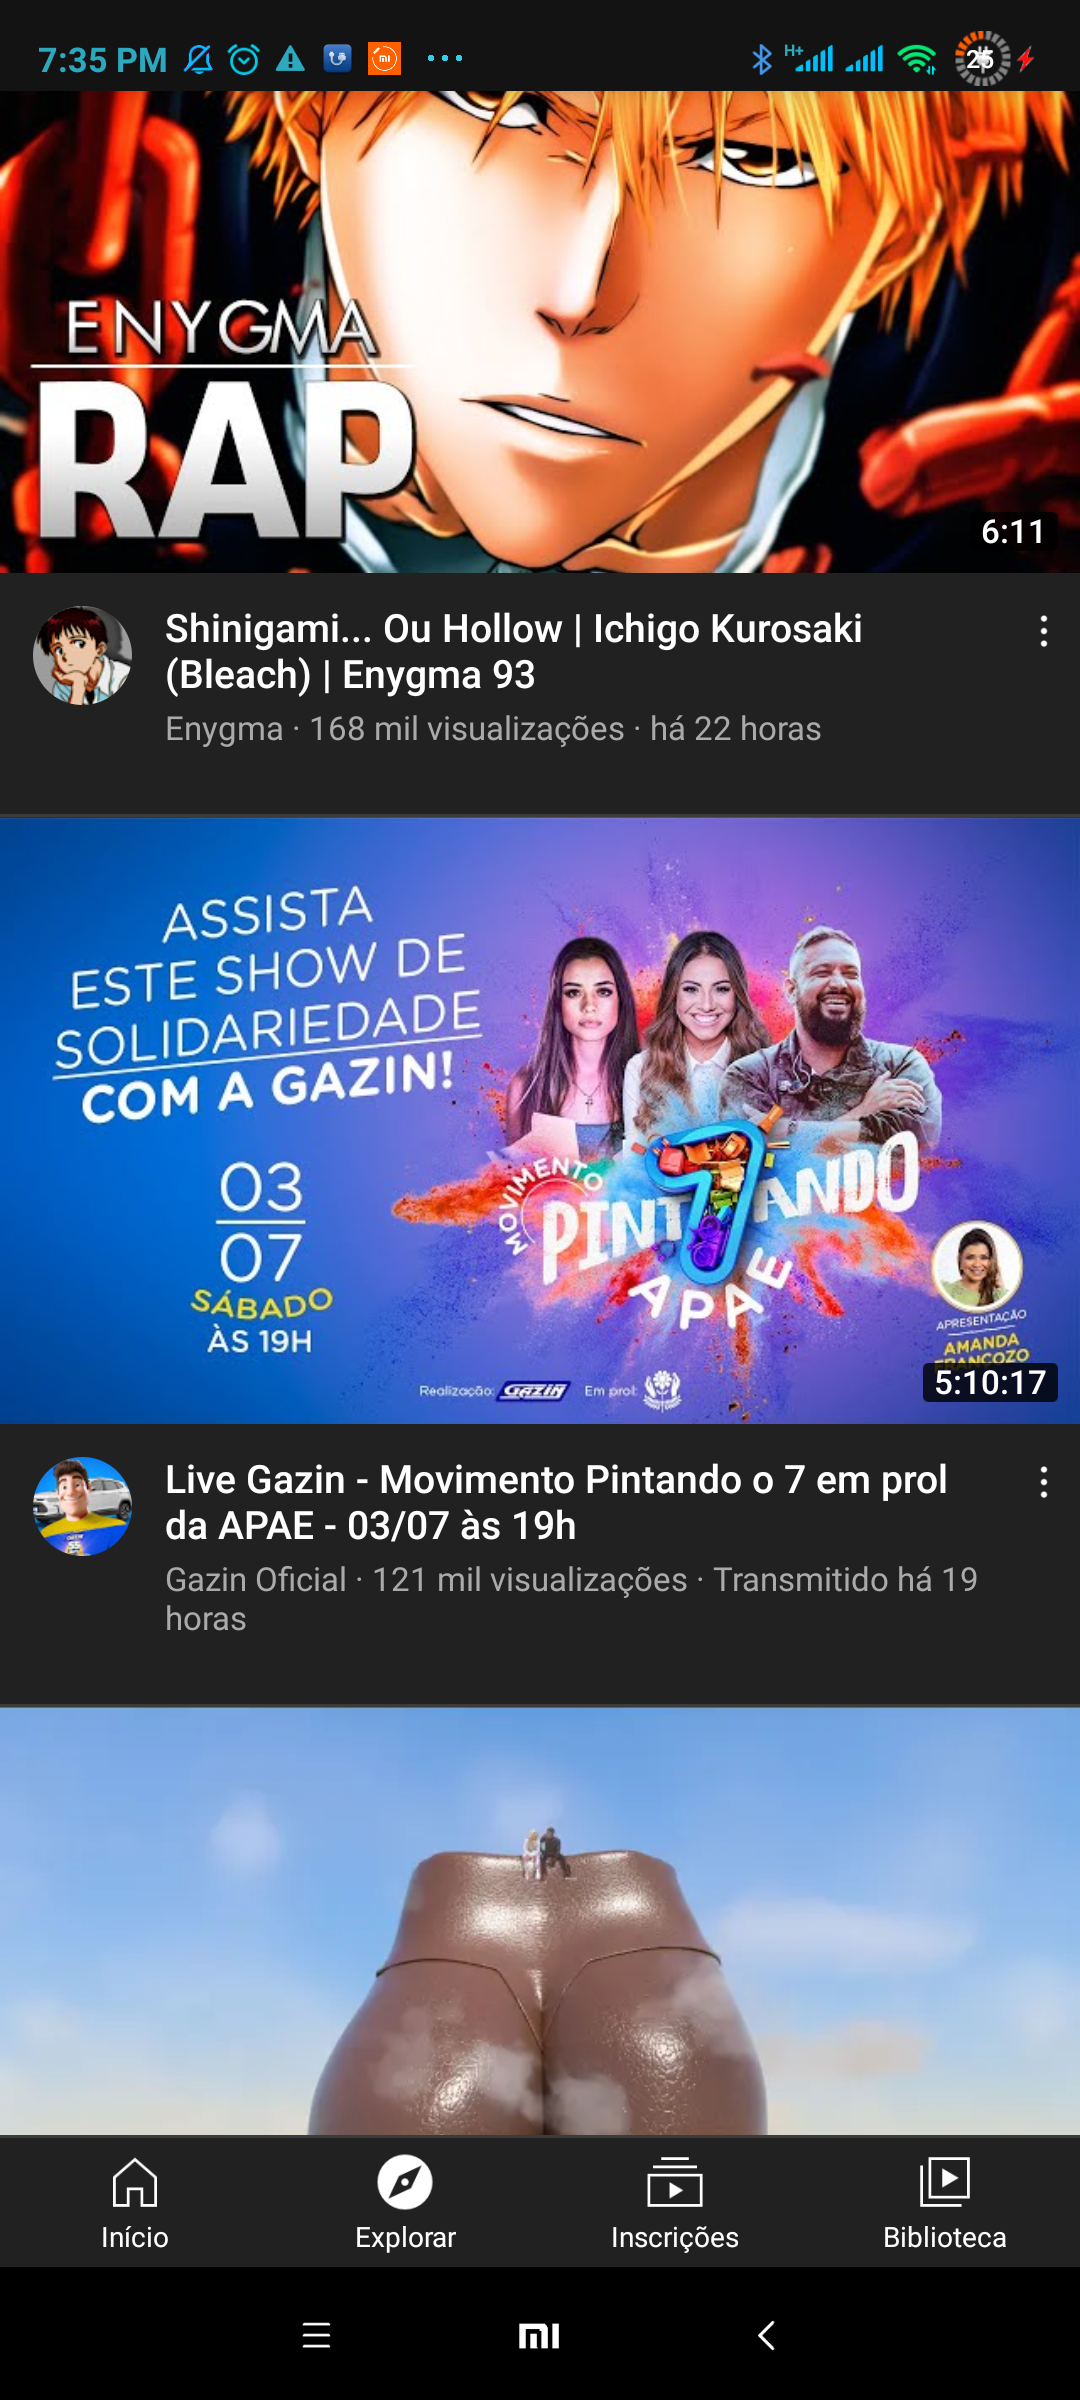 7:35 PM
H+
25
ENYGMA
RAP
6:11
Shinigami... Ou Hollow | Ichigo Kurosaki
(Bleach) | Enygma 93
Enygma · 168 mil visualizações · há 22 horas
ASSISTA
ESTE SHOW DE
SOLIDARIEDADE
COM A GAZIN!
03
07
SÁBADO
ÀS 19H
MOVIMENTO
PINT7ANDO
APAE
APRESENTAÇÃO
AMANDA
FRANCOZO
Realização: GAZIN Em prol:
5:10:17
Live Gazin - Movimento Pintando o 7 em prol
da APAE - 03/07 às 19h
Gazin Oficial · 121 mil visualizações · Transmitido há 19
horas
Início
Explorar
Inscrições
Biblioteca